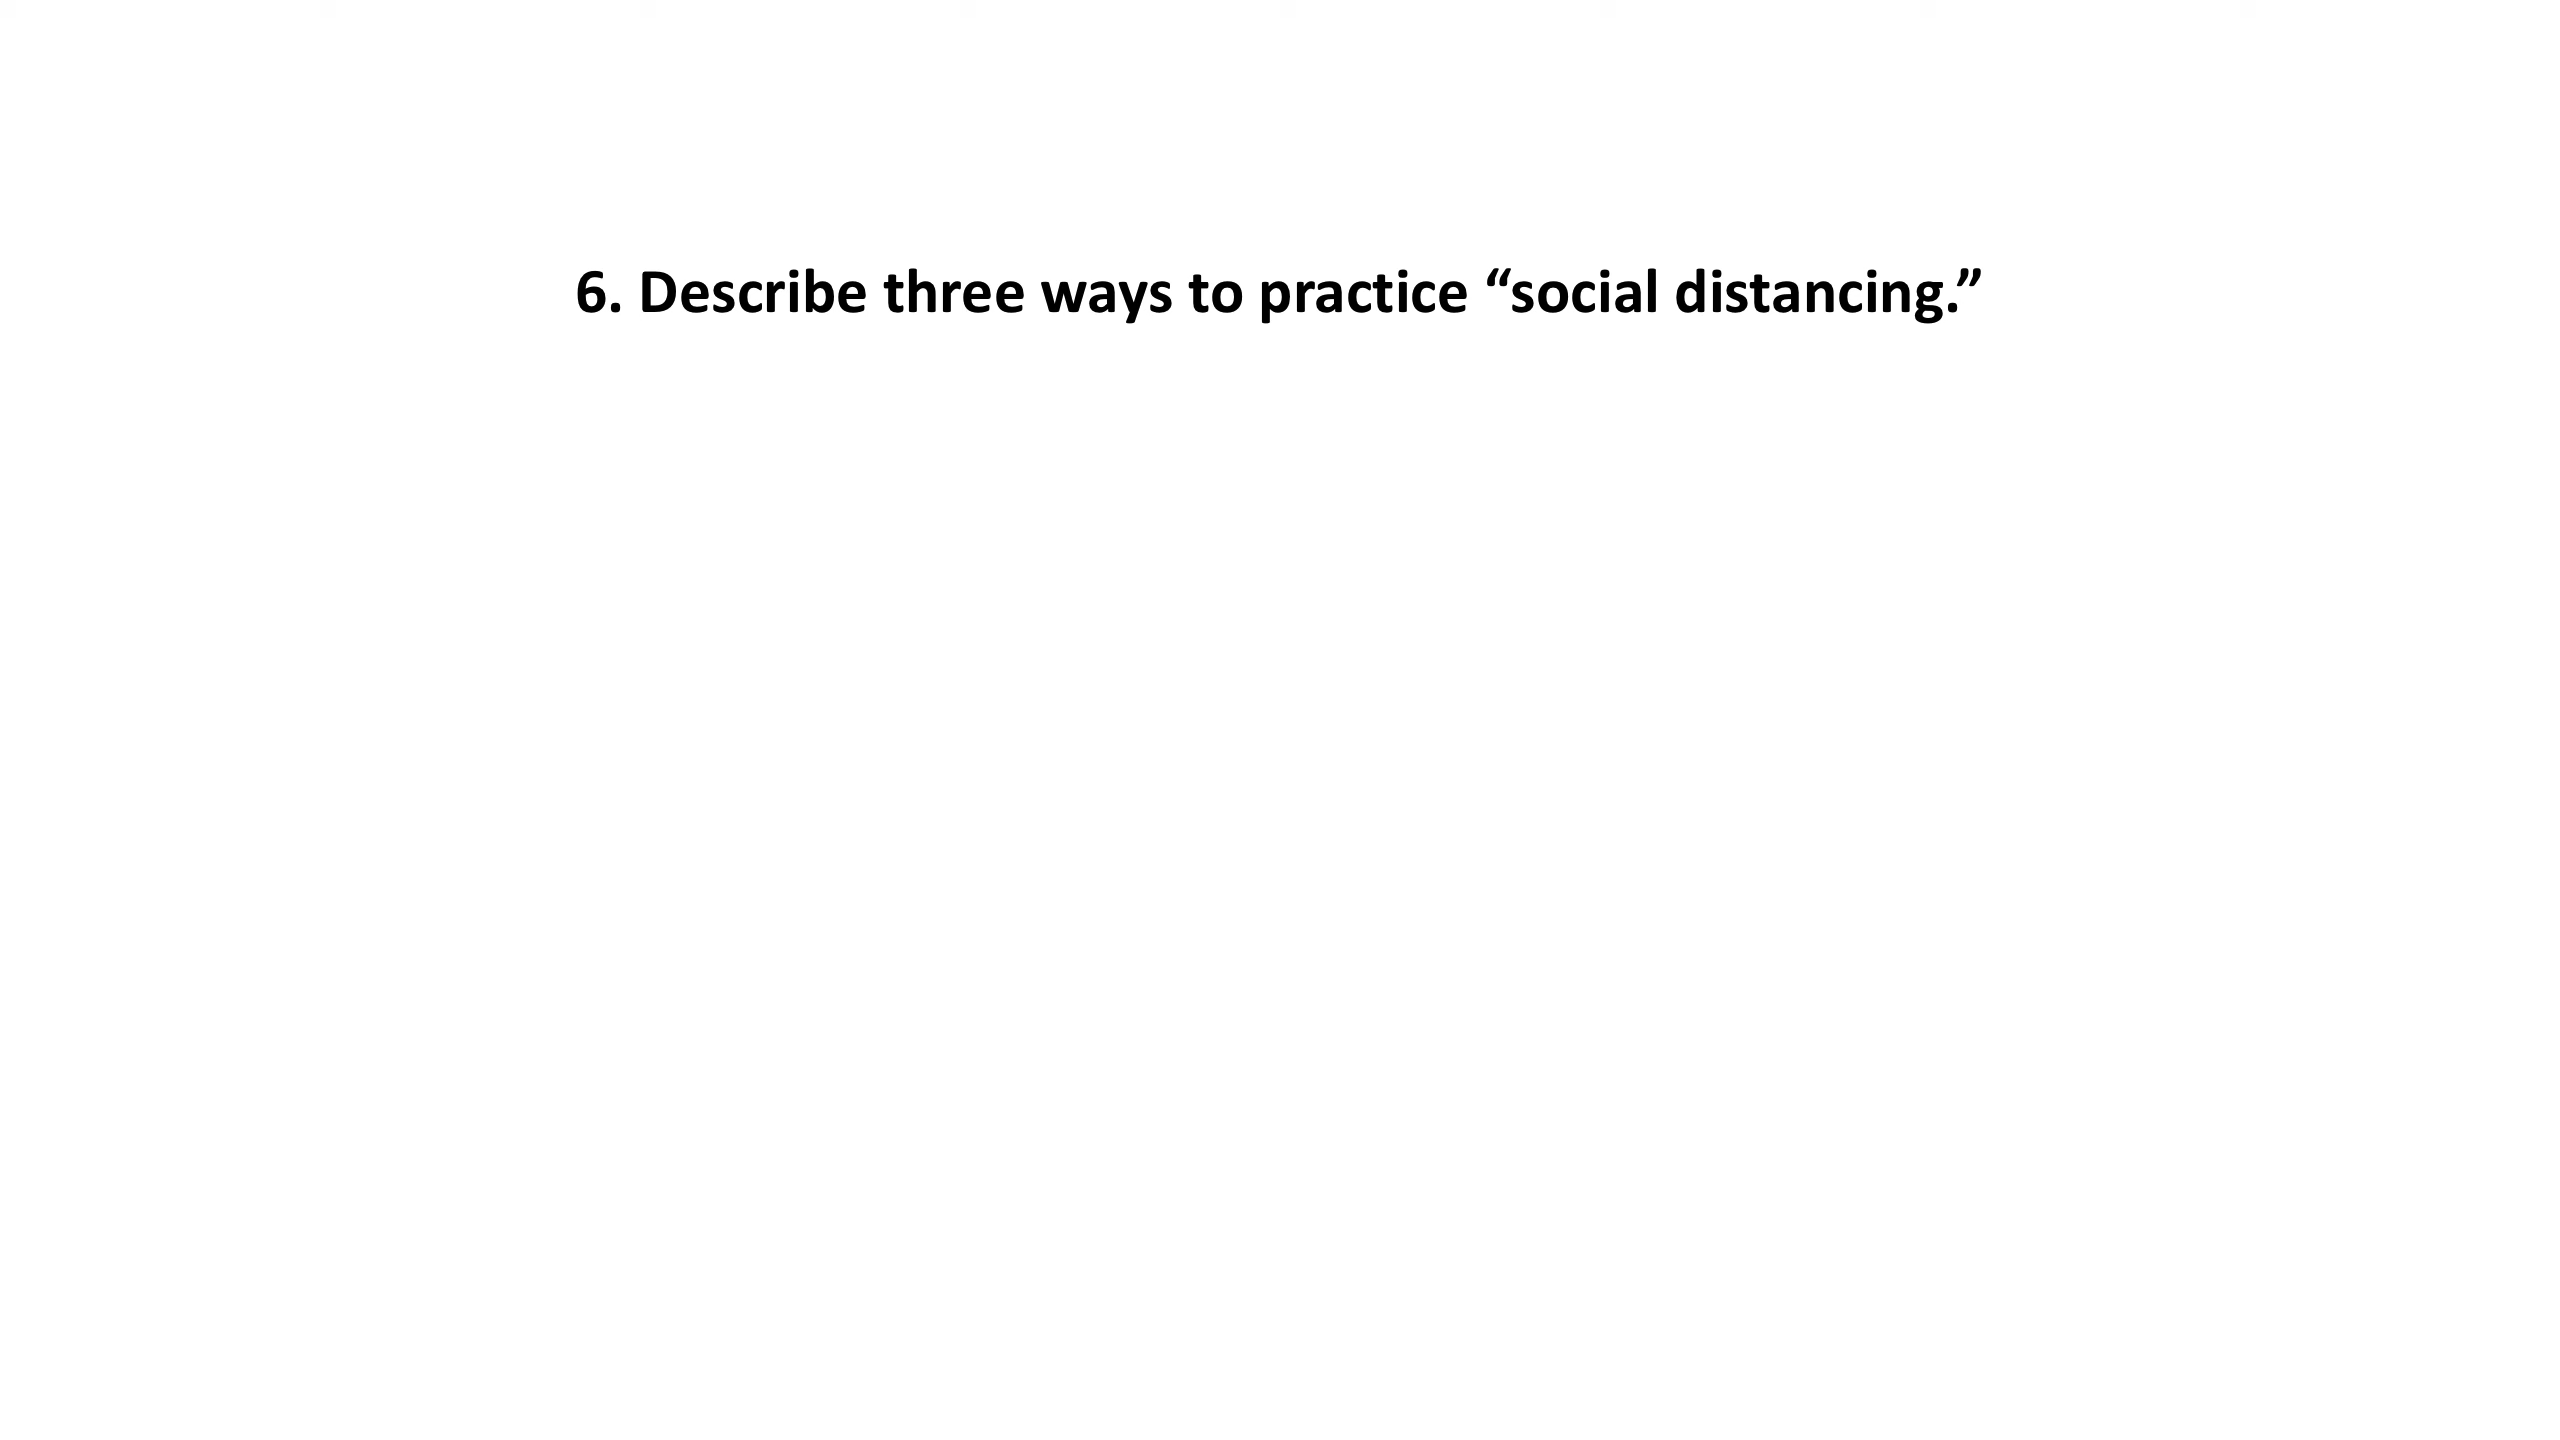 6. Describe three ways to practice “social distancing.”